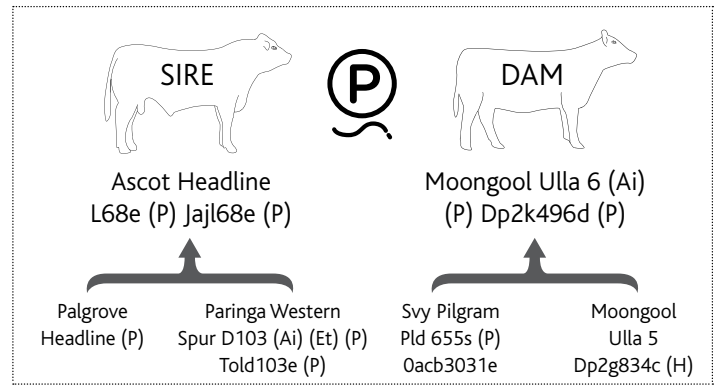 SIRE
P
DAM
Ascot Headline
L68e (P) Jajl68e (P)
Moongool Ulla 6 (Ai)
(P) Dp2k496d (P)
Palgrove
Headline (P)
Paringa Western
Spur D103 (Ai) (Et) (P)
Told103e (P)
Svy Pilgram
Pld 655s (P)
0acb3031e
Moongool
Ulla 5
Dp2g834c (H)